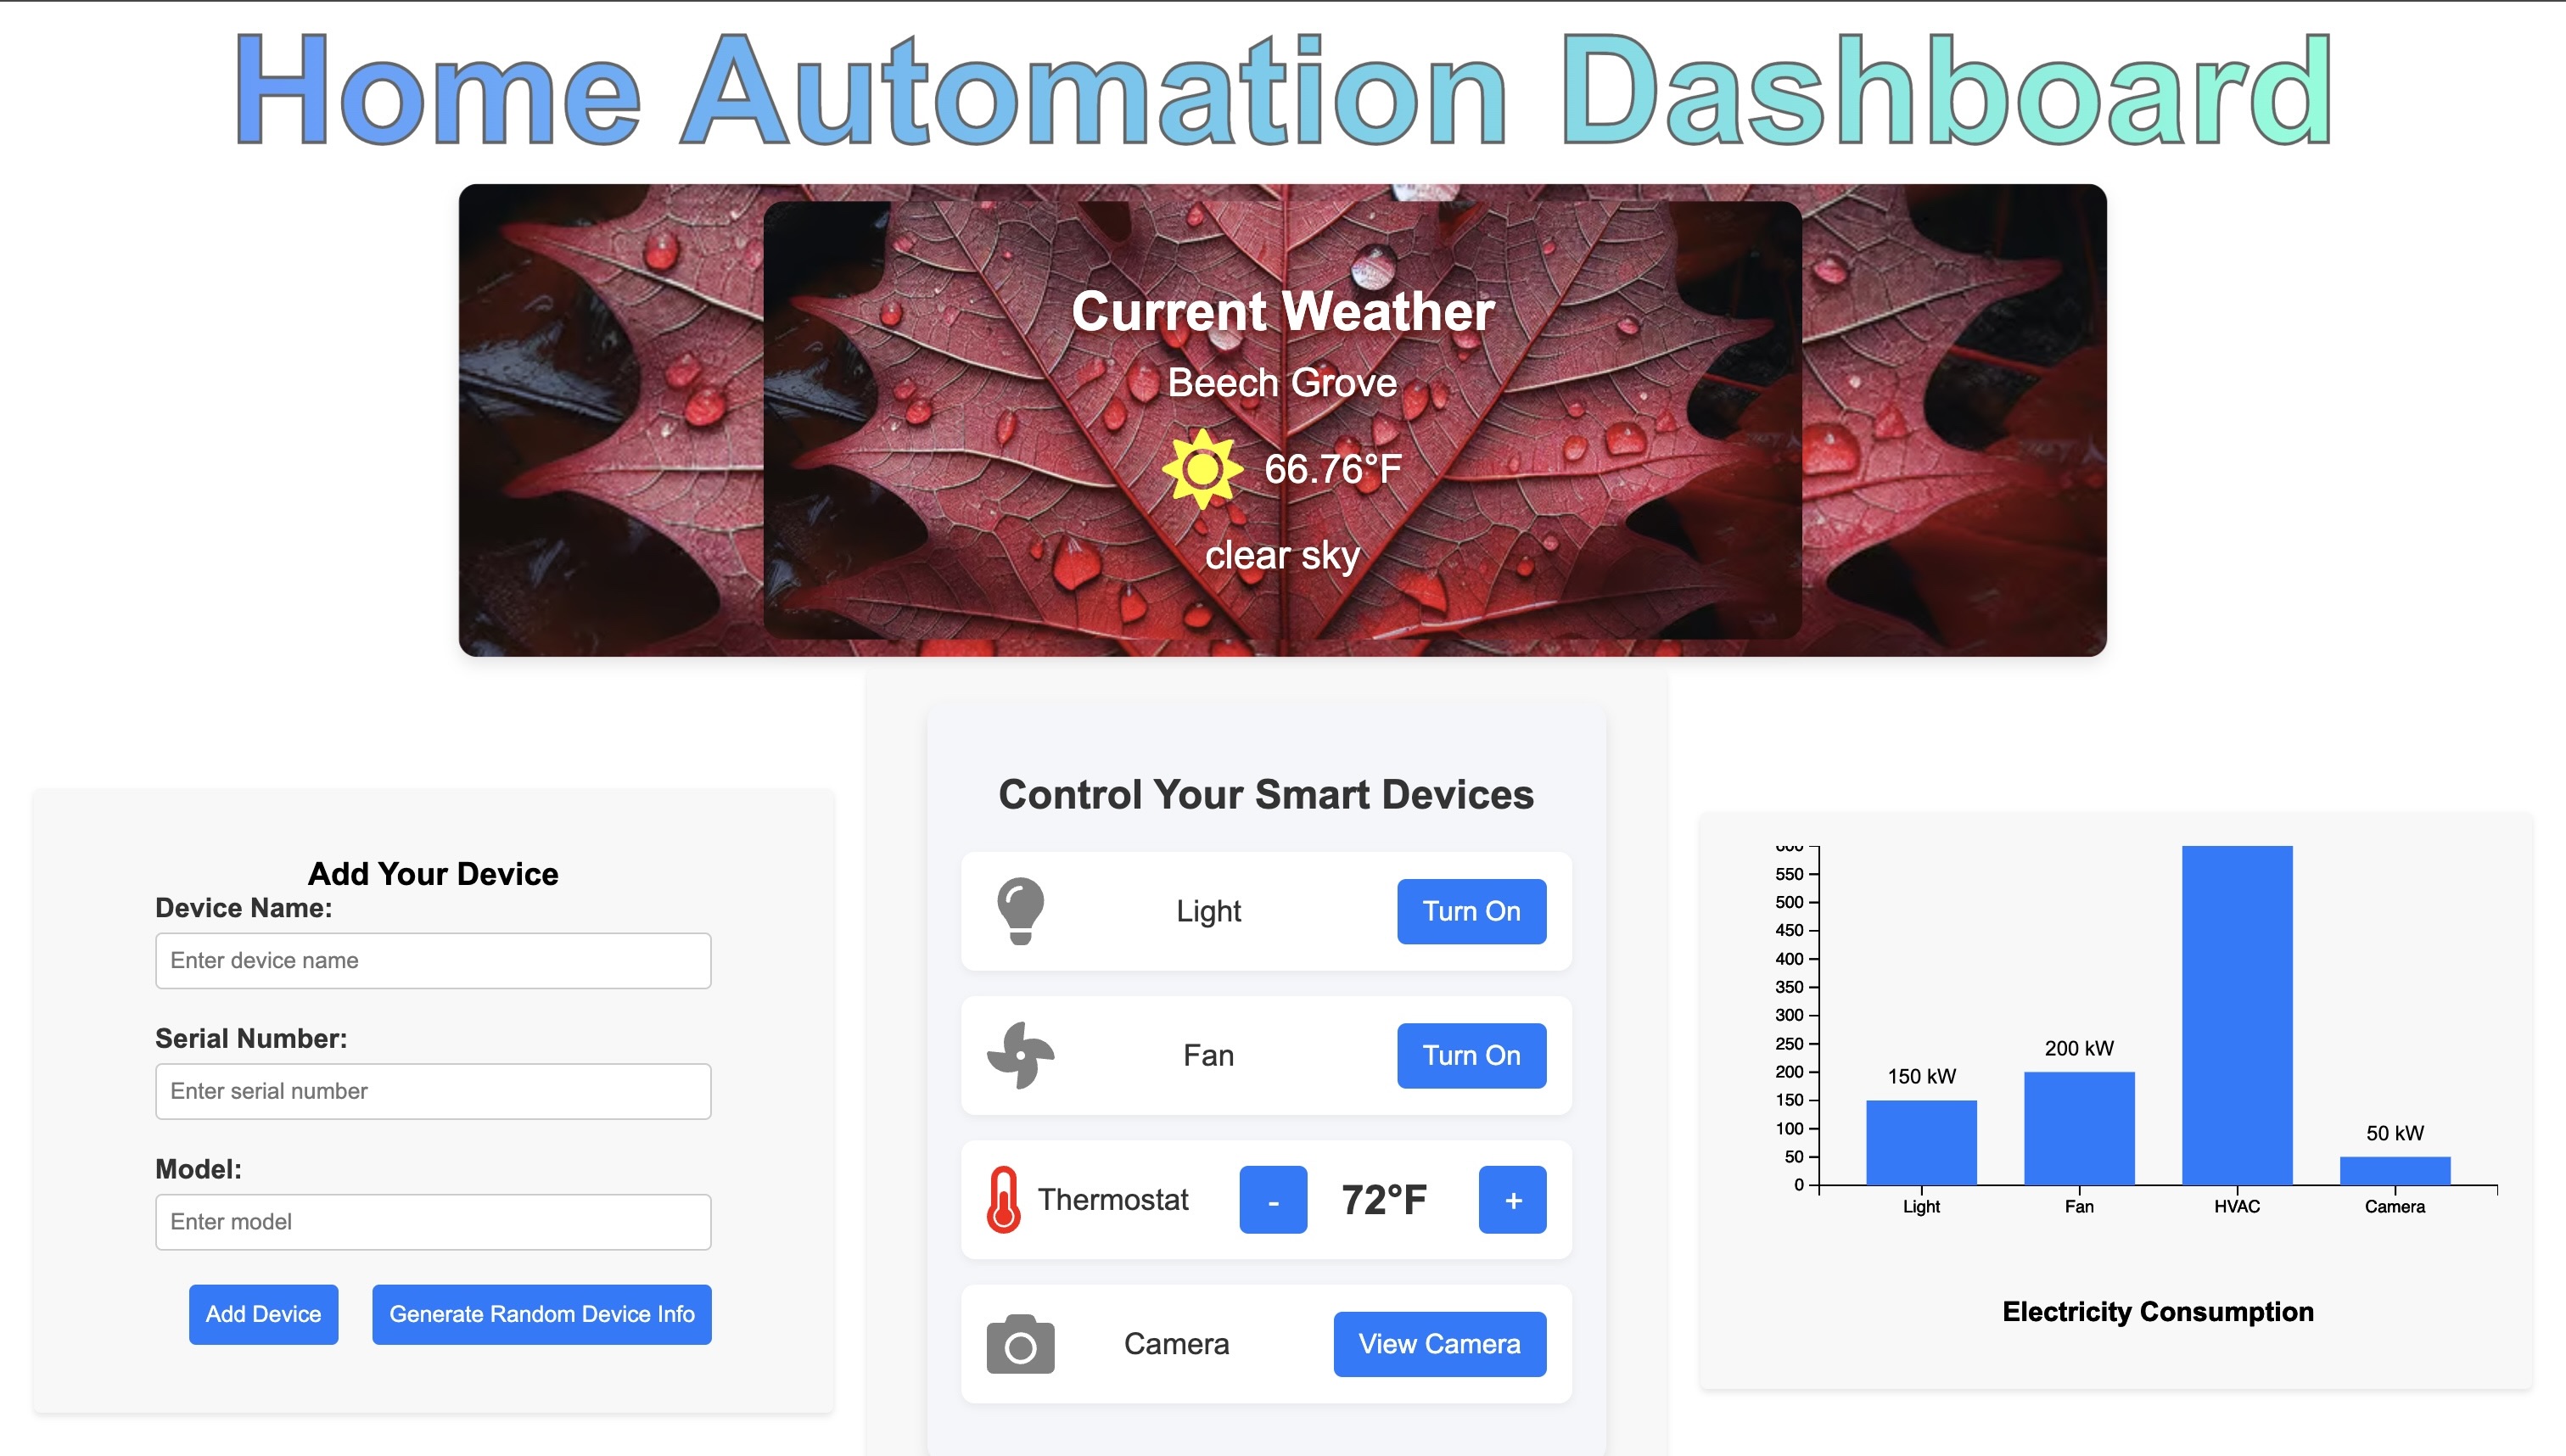 Home Automation Dashboard
Current Weather
Beech Grove
66.76°F
clear sky
Add Your Device
Device Name:
Enter device name
Serial Number:
Enter serial number
Model:
Enter model
Add Device
Generate Random Device Info
Control Your Smart Devices
Light
Turn On
Fan
Turn On
Thermostat
-
72°F
+
Camera
View Camera
600
550
500
450
400
350
300
250
200
150
100
50
0
150 kW
200 kW
50 kW
Light
Fan
HVAC
Camera
Electricity Consumption